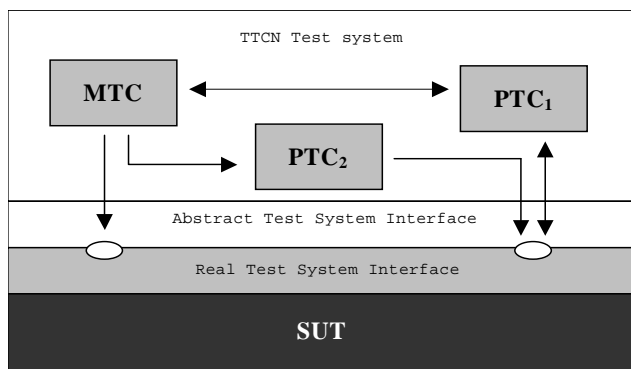 TTCN Test system
MTC
PTC₁
PTC₂
Abstract Test System Interface
Real Test System Interface
SUT